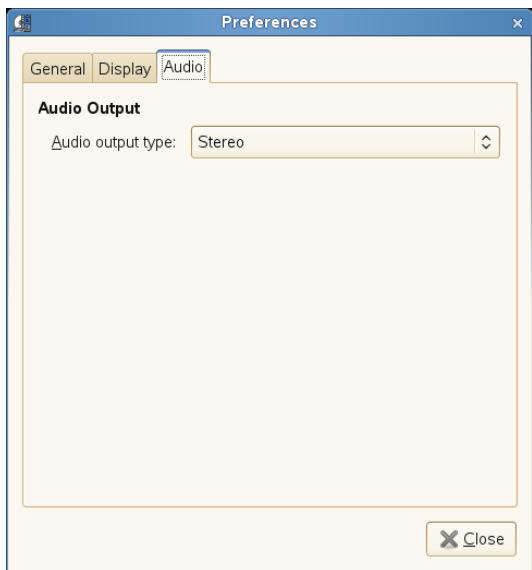 Preferences
General Display Audio
Audio Output
Audio output type: Stereo
Close